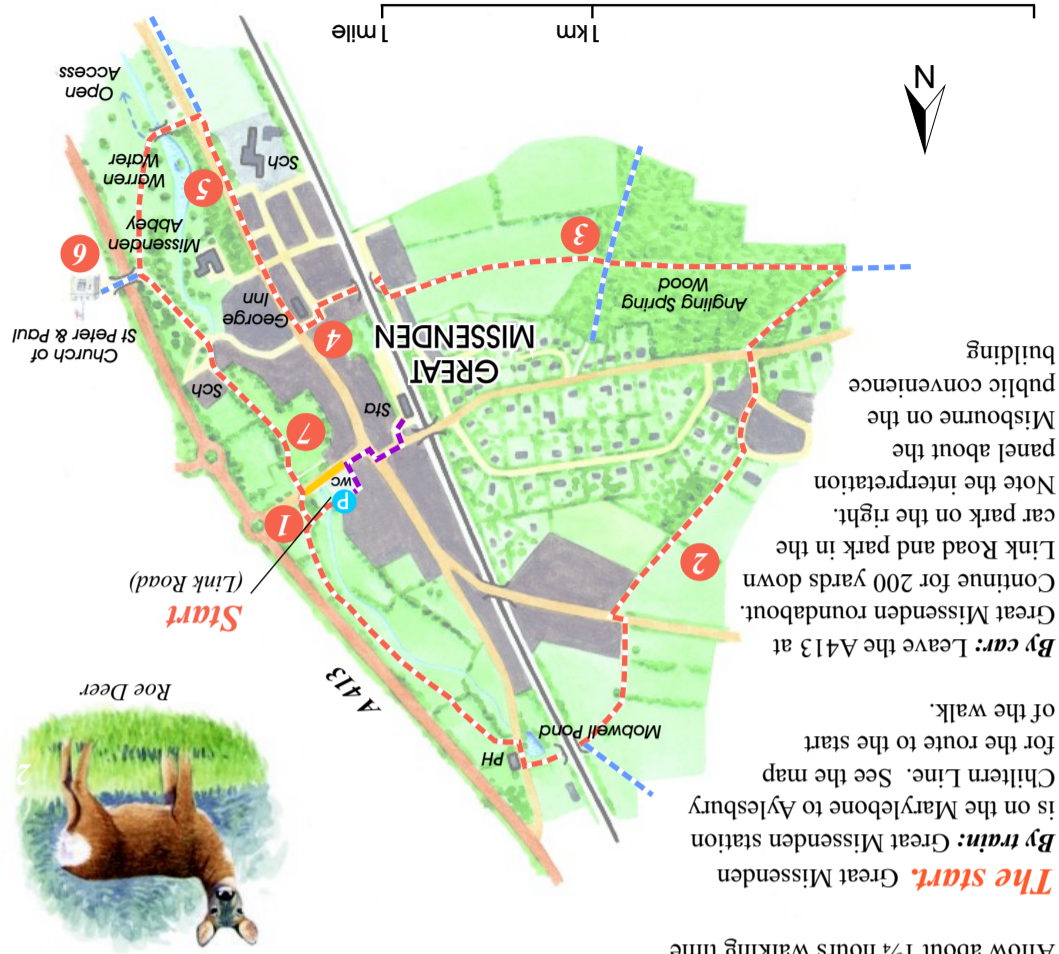 Allow about 1¾ hours walking time
The start. Great Missenden
By train: Great Missenden station
is on the Marylebone to Aylesbury
Chiltern Line. See the map
for the route to the start
of the walk.
By car: Leave the A413 at
Great Missenden roundabout.
Continue for 200 yards down
Link Road and park in the
car park on the right.
Note the interpretation
panel about the
Misbourne on the
public convenience
building
Roe Deer
2
PH
Mobwell Pond
A 413
Start
(Link Road)
1
2
P
WC
7
Sta
Sch
GREAT
MISSENDEN
Church of
St Peter & Paul
4
George
Inn
Angling Spring
Wood
6
3
Missenden
Abbey
5
Warren
Water
Sch
Open
Access
N
1km
1mile